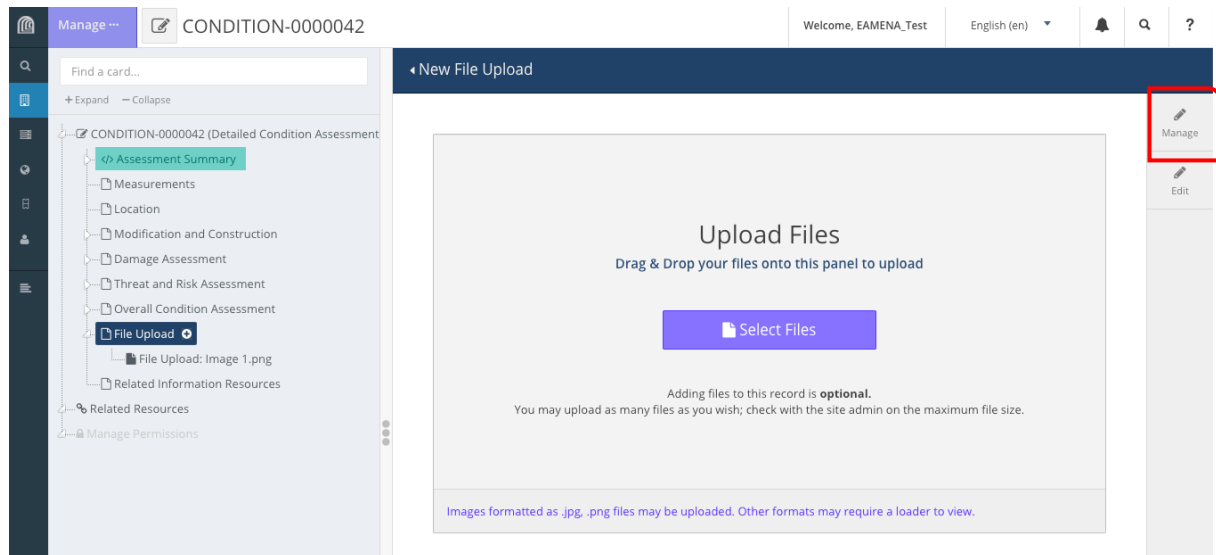 Manage ···
CONDITION-0000042
Welcome, EAMENA_Test
English (en)
?
Find a card...
+ Expand
− Collapse
CONDITION-0000042 (Detailed Condition Assessment
</> Assessment Summary
Measurements
Location
Modification and Construction
Damage Assessment
Threat and Risk Assessment
Overall Condition Assessment
File Upload
File Upload: Image 1.png
Related Information Resources
Related Resources
Manage Permissions
New File Upload
Upload Files
Drag & Drop your files onto this panel to upload
Select Files
Adding files to this record is optional.
You may upload as many files as you wish; check with the site admin on the maximum file size.
Images formatted as .jpg, .png files may be uploaded. Other formats may require a loader to view.
Manage
Edit